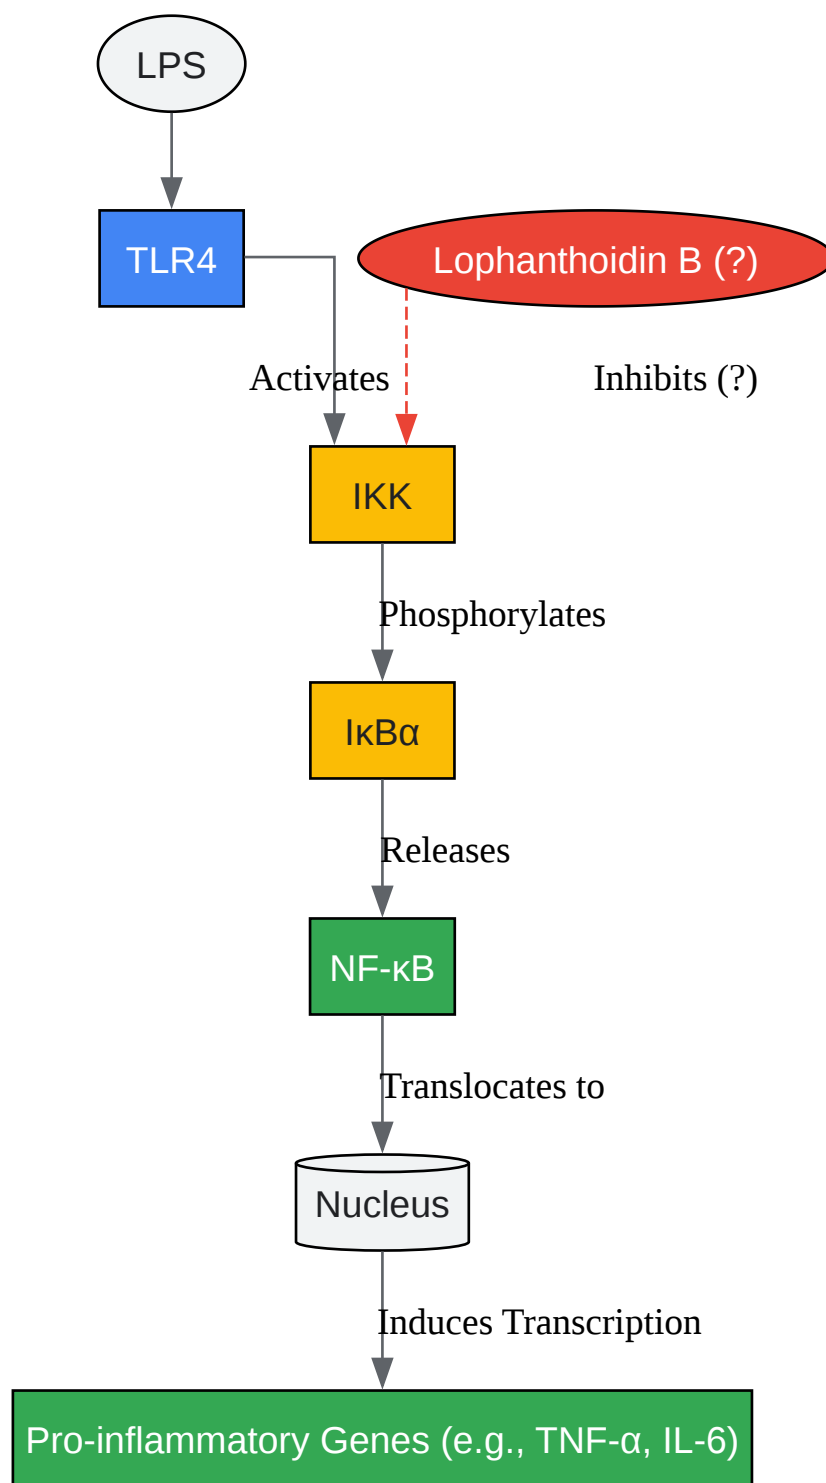 LPS
TLR4
Lophanthoidin B (?)
Activates
Inhibits (?)
IKK
Phosphorylates
IκBα
Releases
NF-κB
Translocates to
Nucleus
Induces Transcription
Pro-inflammatory Genes (e.g., TNF-α, IL-6)